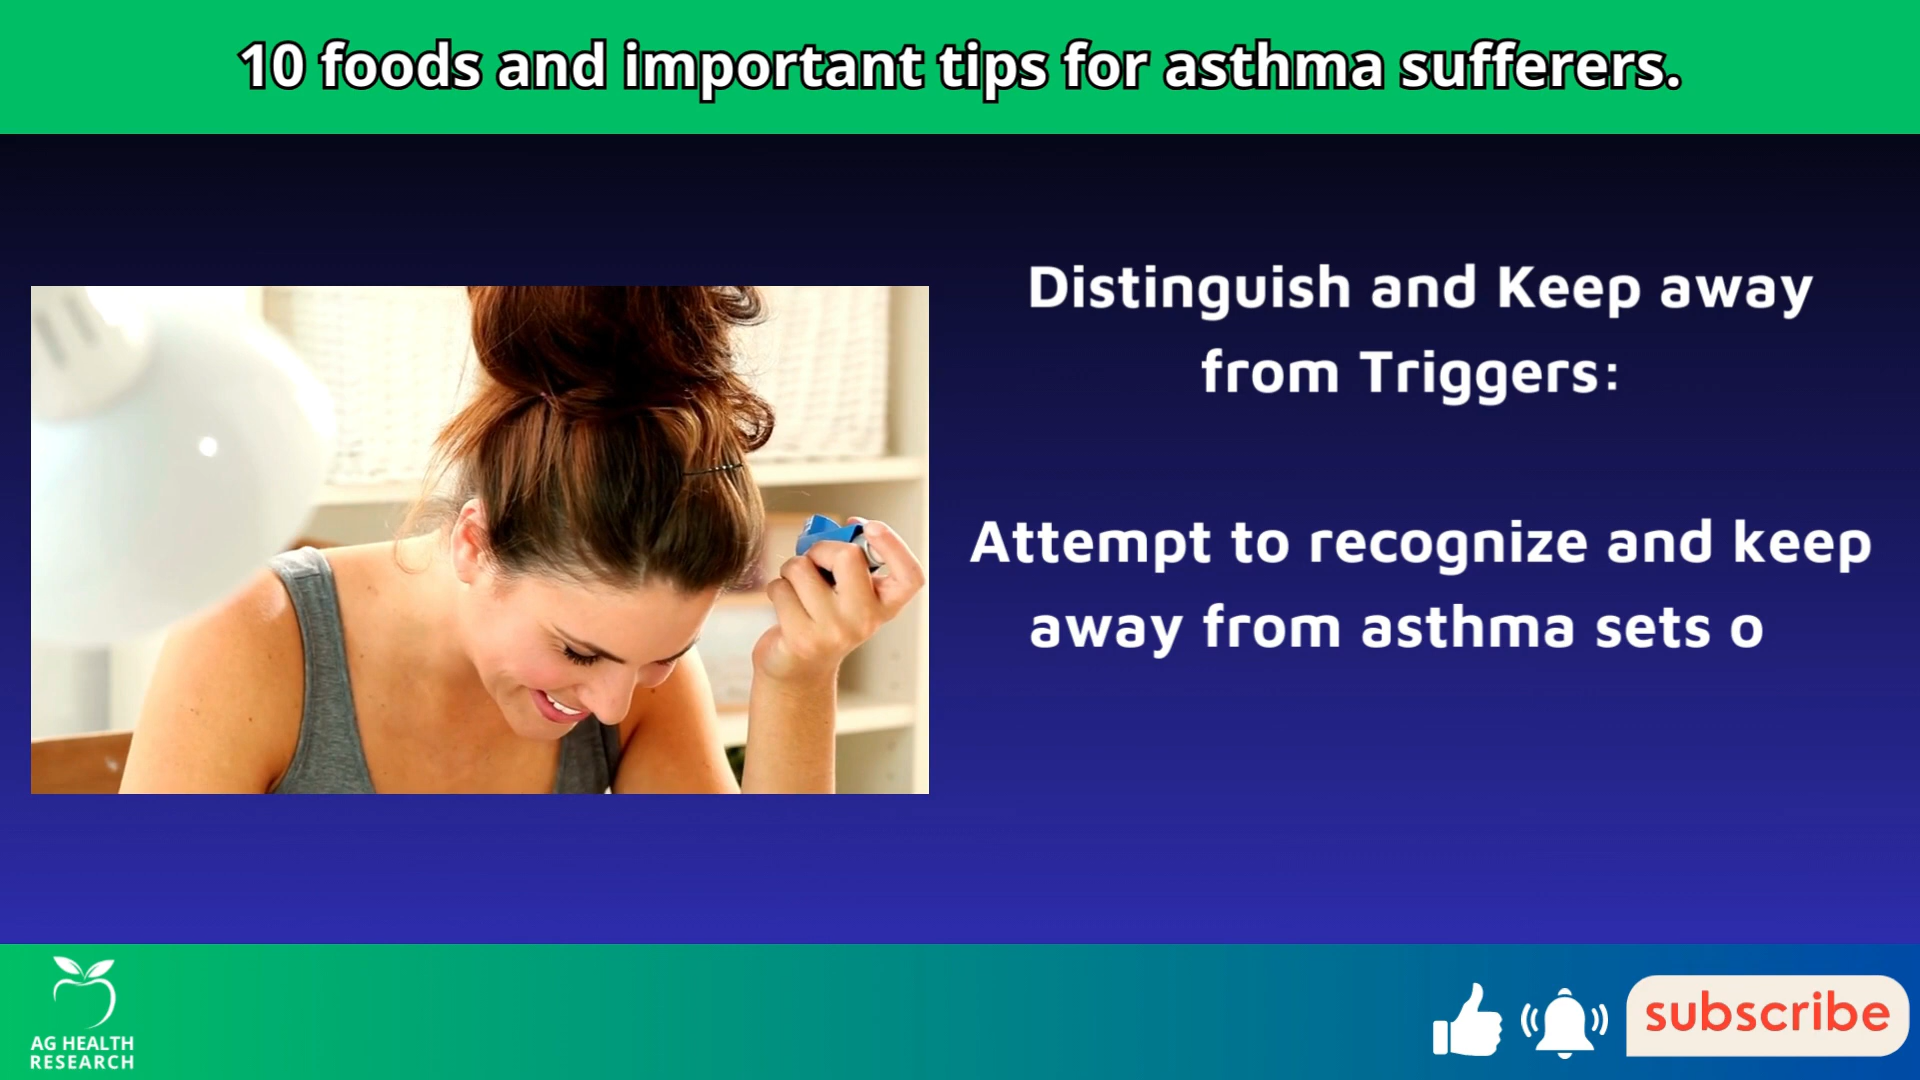 10 foods and important tips for asthma sufferers.
Distinguish and Keep away
from Triggers:
Attempt to recognize and keep
away from asthma sets o
AG HEALTH
RESEARCH
subscribe